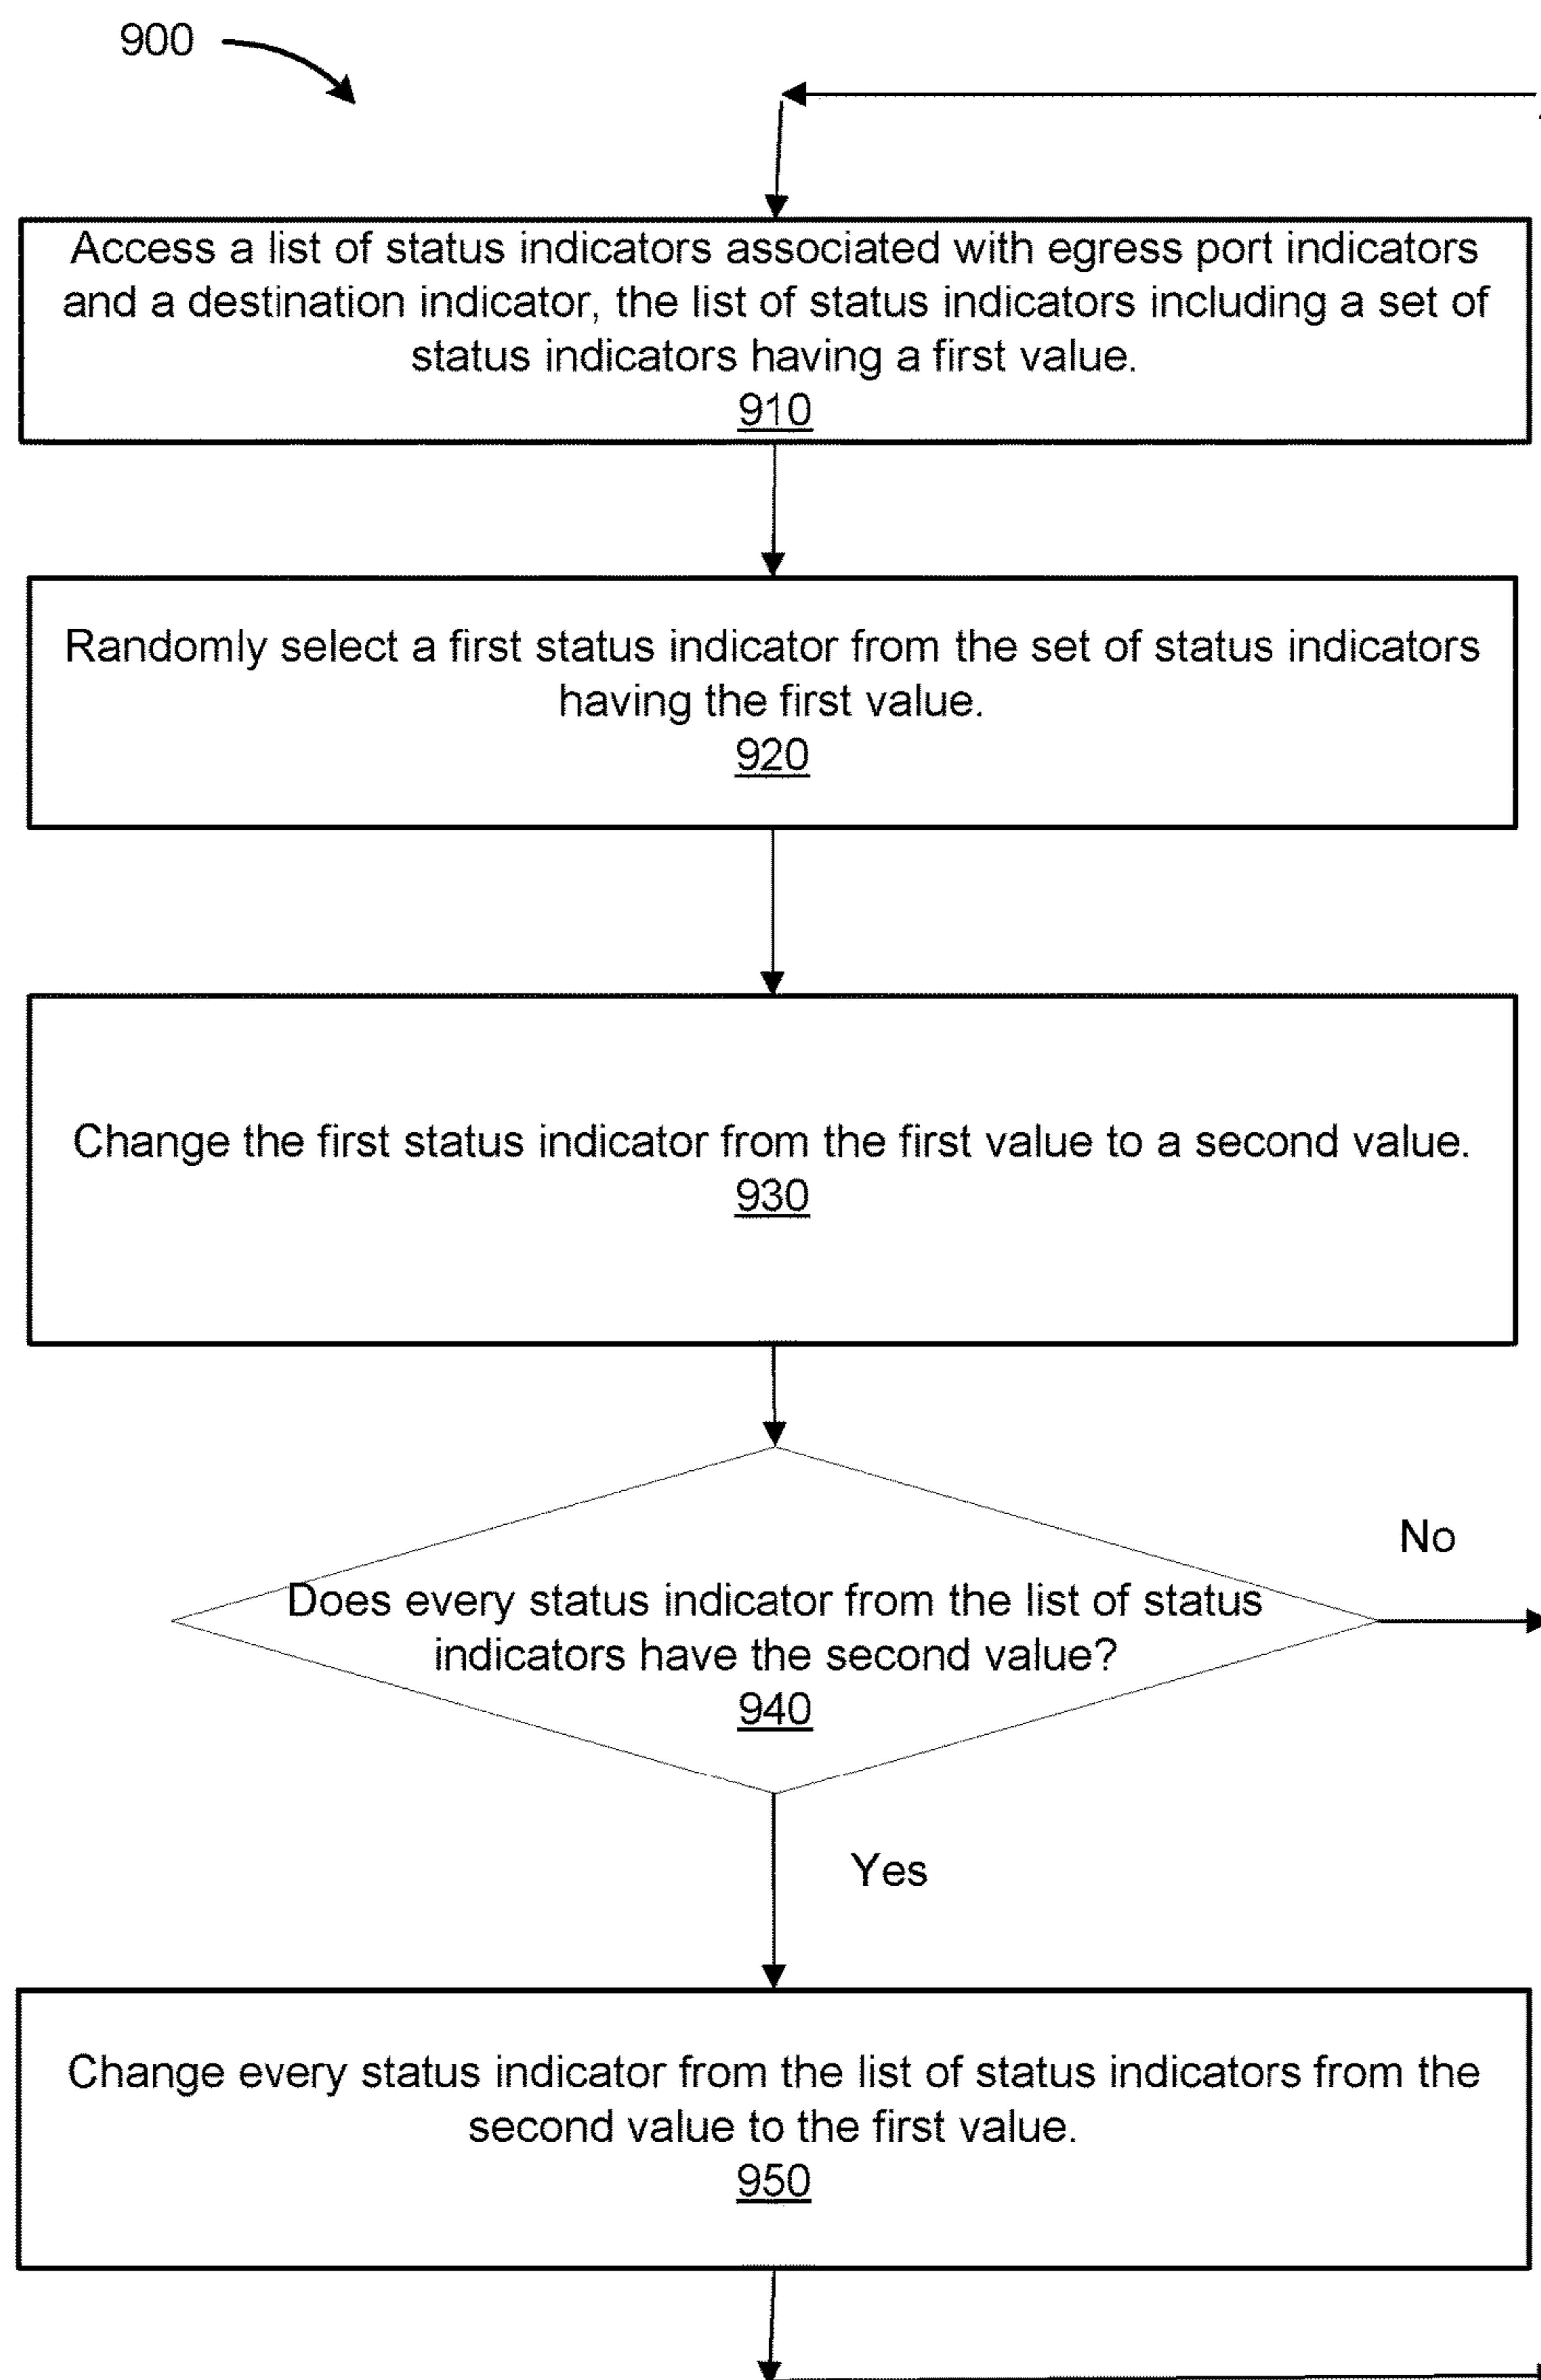 900
Access a list of status indicators associated with egress port indicators
and a destination indicator, the list of status indicators including a set of
status indicators having a first value.
910
Randomly select a first status indicator from the set of status indicators
having the first value.
920
Change the first status indicator from the first value to a second value.
930
No
Does every status indicator from the list of status
indicators have the second value?
940
Yes
Change every status indicator from the list of status indicators from the
second value to the first value.
950